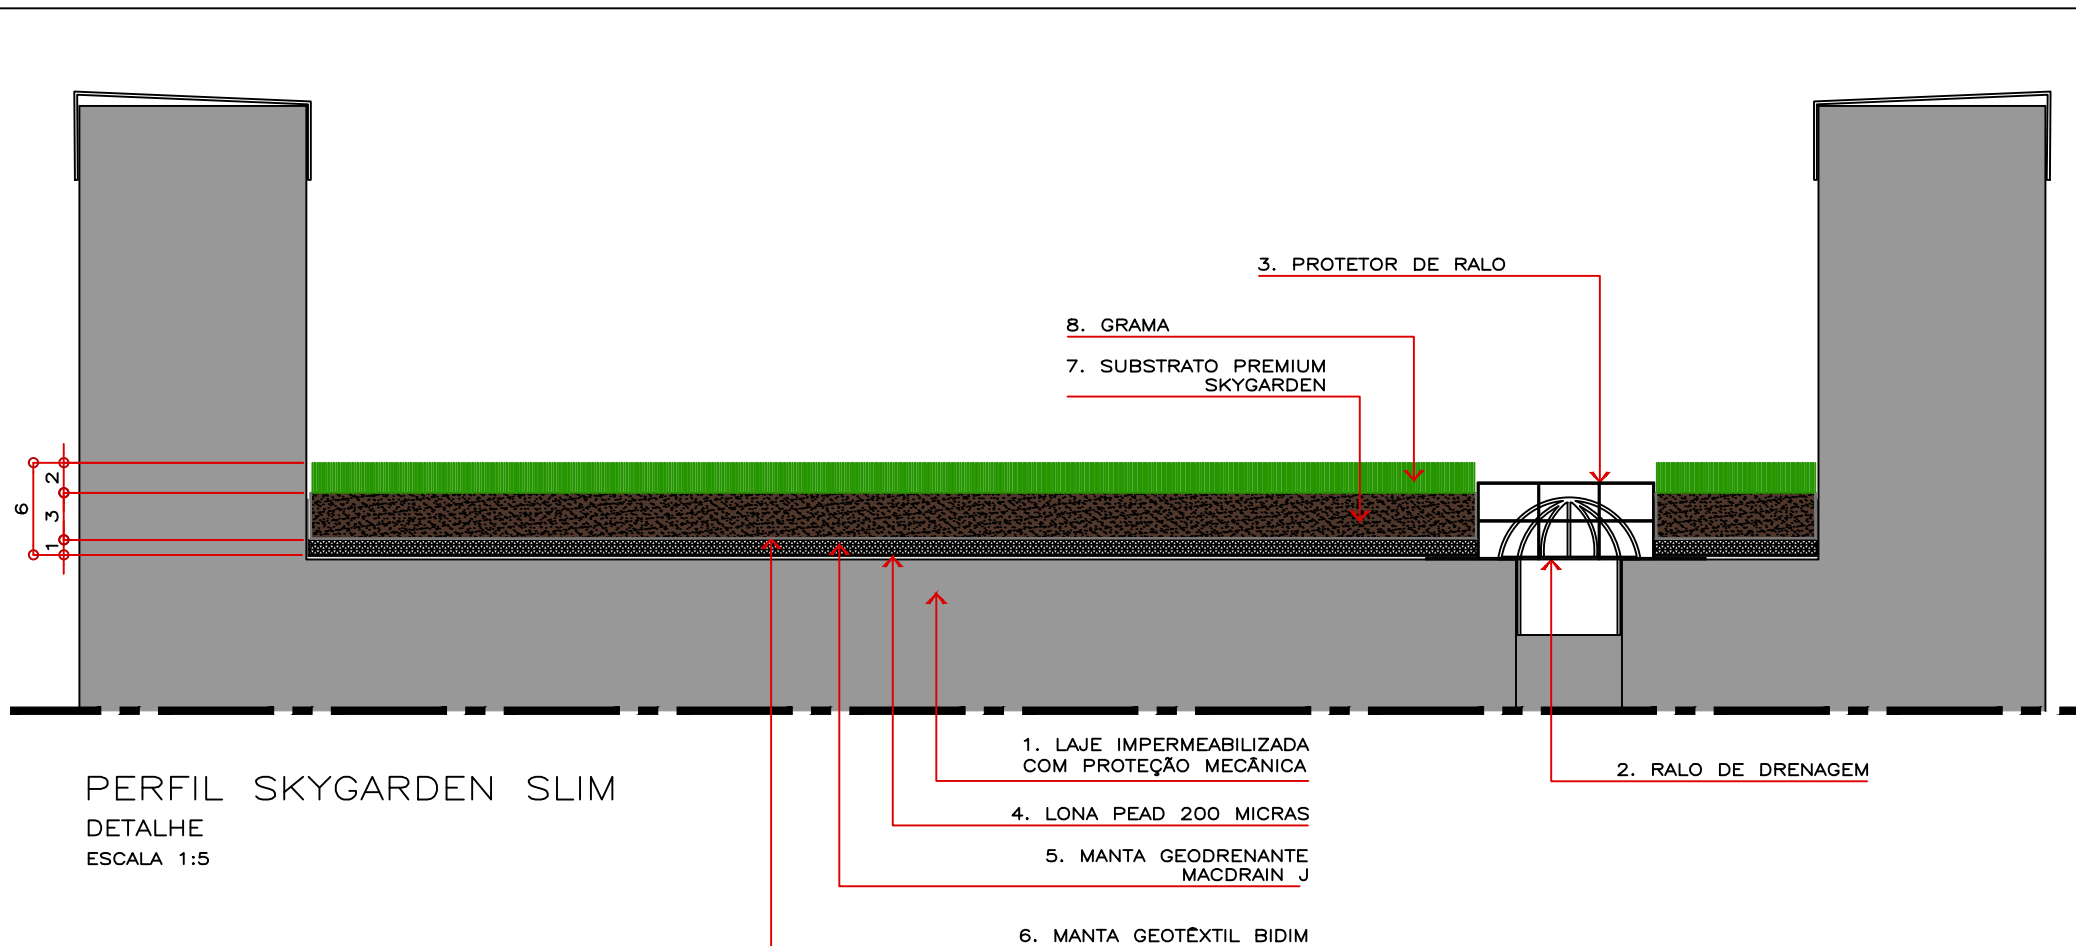 3. PROTETOR DE RALO
8. GRAMA
7. SUBSTRATO PREMIUM
SKYGARDEN
6
2
3
1
1. LAJE IMPERMEABILIZADA
COM PROTEÇÃO MECÂNICA
2. RALO DE DRENAGEM
PERFIL SKYGARDEN SLIM
DETALHE
ESCALA 1:5
4. LONA PEAD 200 MICRAS
5. MANTA GEODRENANTE
MACDRAIN J
6. MANTA GEOTÊXTIL BIDIM